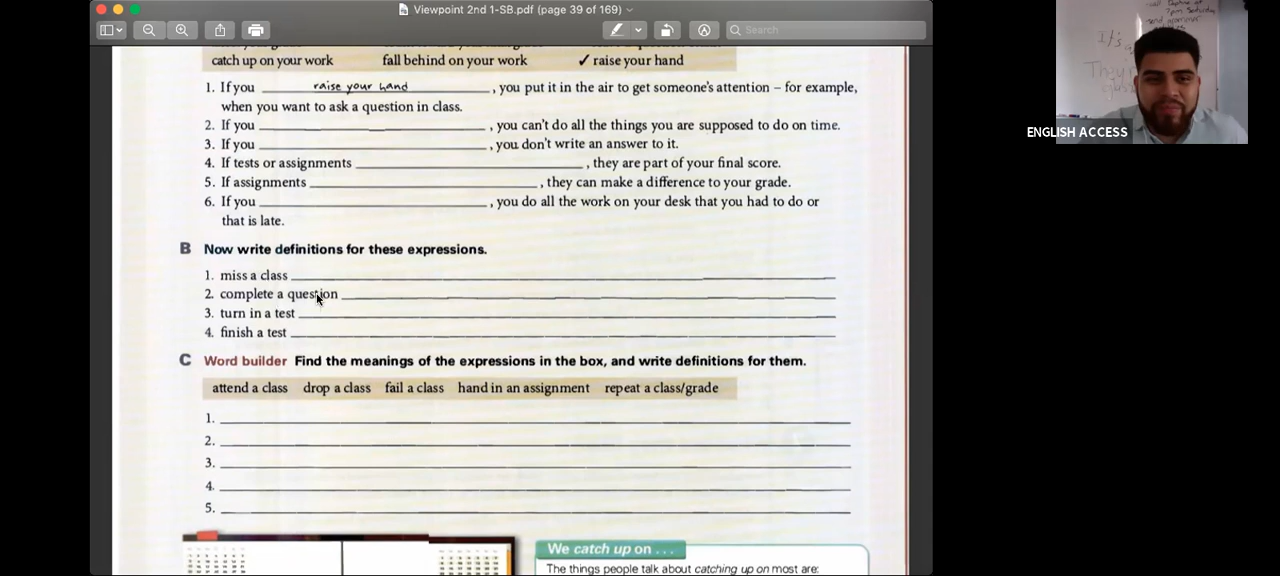 Viewpoint 2nd 1-SB.pdf (page 39 of 169)
Search
catch up on your work fall behind on your work ✓ raise your hand
1. If you raise your hand, you put it in the air to get someone's attention – for example,
when you want to ask a question in class.
2. If you ____, you can't do all the things you are supposed to do on time.
3. If you ____, you don't write an answer to it.
4. If tests or assignments ____, they are part of your final score.
5. If assignments ____, they can make a difference to your grade.
6. If you ____, you do all the work on your desk that you had to do or
that is late.
B Now write definitions for these expressions.
1. miss a class
2. complete a question
3. turn in a test
4. finish a test
C Word builder Find the meanings of the expressions in the box, and write definitions for them.
attend a class drop a class fail a class hand in an assignment repeat a class/grade
1.
2.
3.
4.
5.
We catch up on . . .
The things people talk about catching up on most are:
7pm Saturday
It's
They
ENGLISH ACCESS